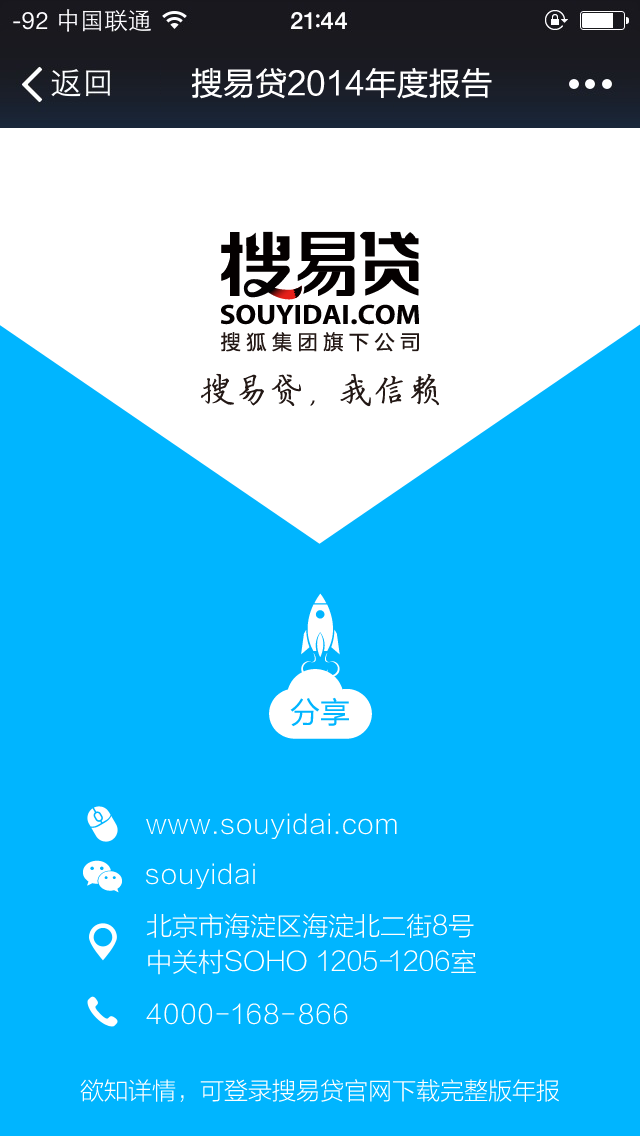 -92 中国联通 21:44
返回 搜易贷2014年度报告
搜易贷
SOUYIDAI.COM
搜狐集团旗下公司
搜易贷，我信赖
分享
www.souyidai.com
souyidai
北京市海淀区海淀北二街8号
中关村SOHO 1205-1206室
4000-168-866
欲知详情，可登录搜易贷官网下载完整版年报